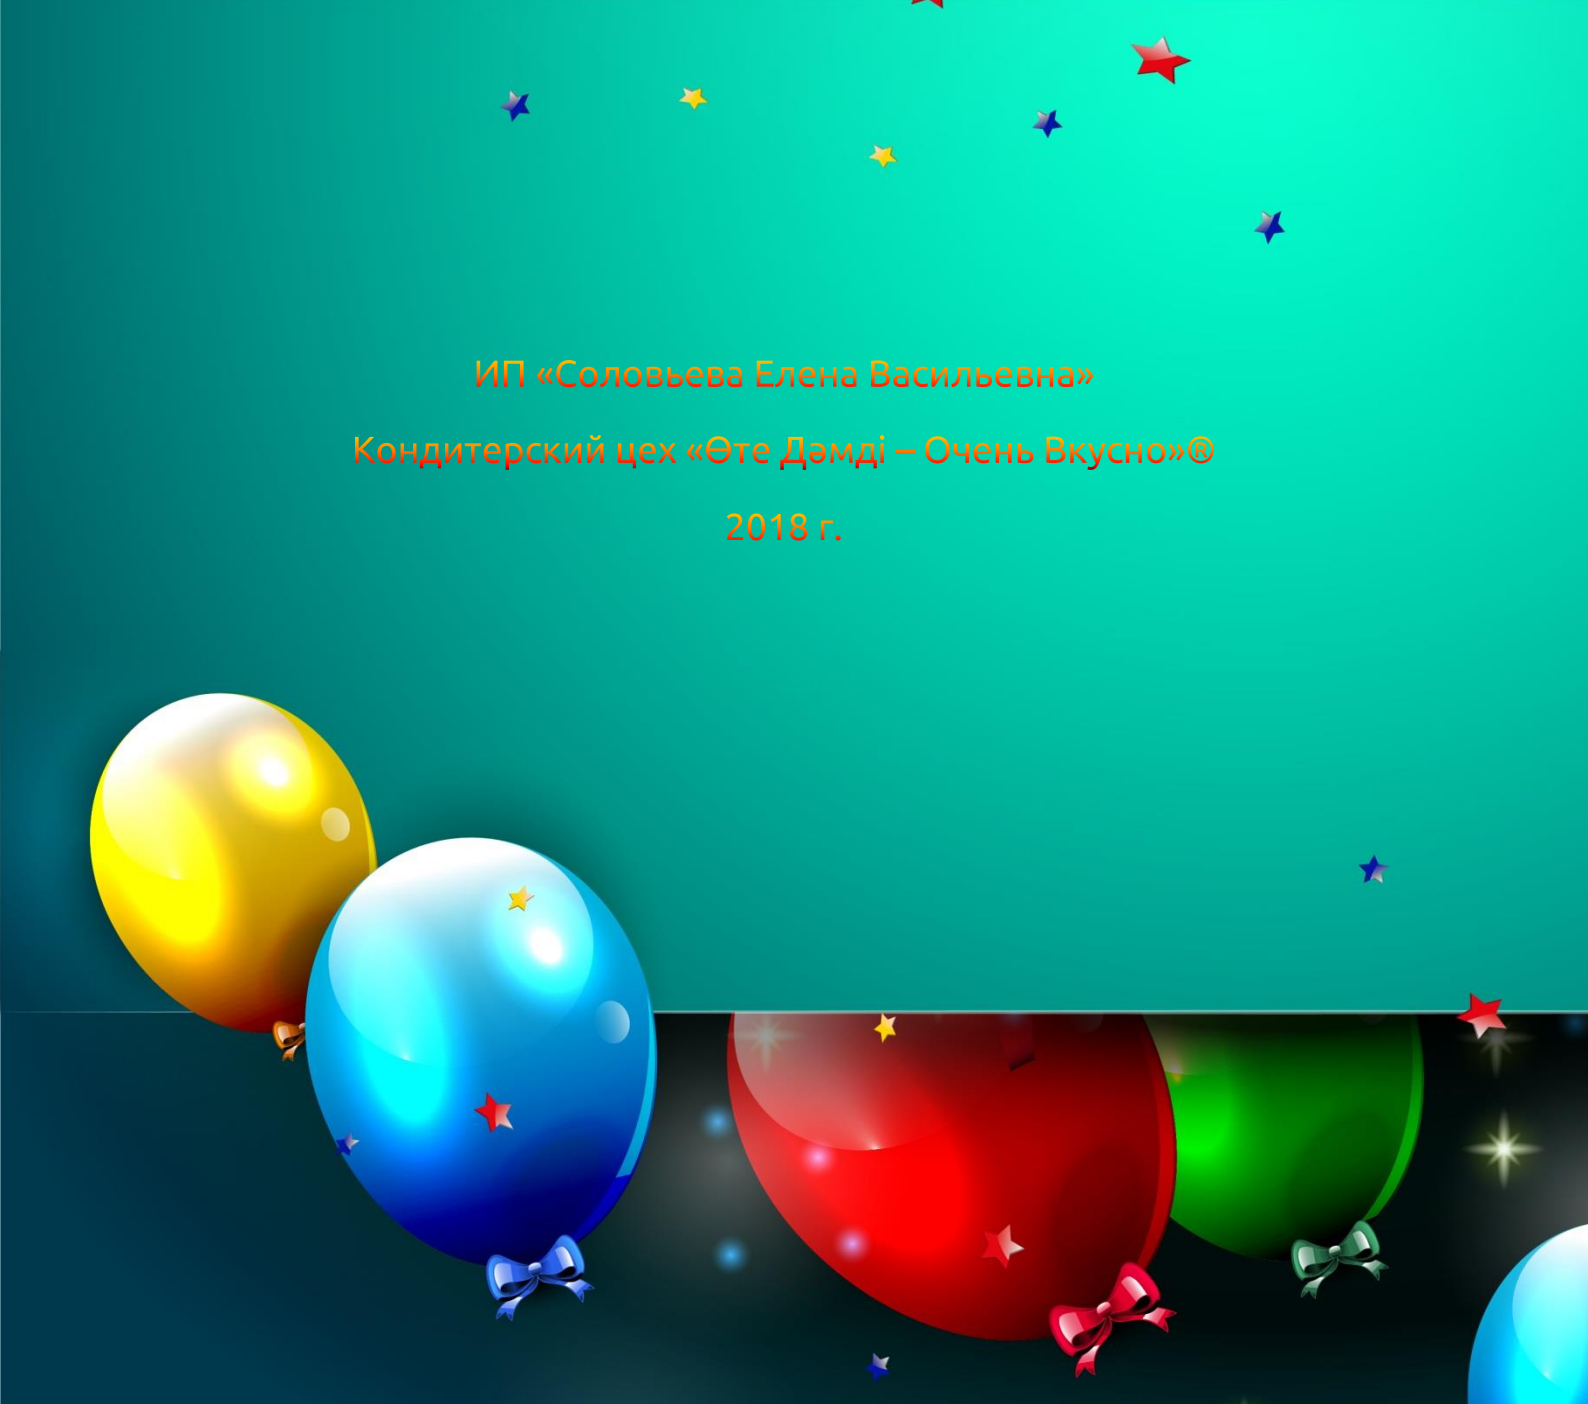 ИП «Соловьева Елена Васильевна»
Кондитерский цех «Өте Дәмді – Очень Вкусно»®
2018 г.